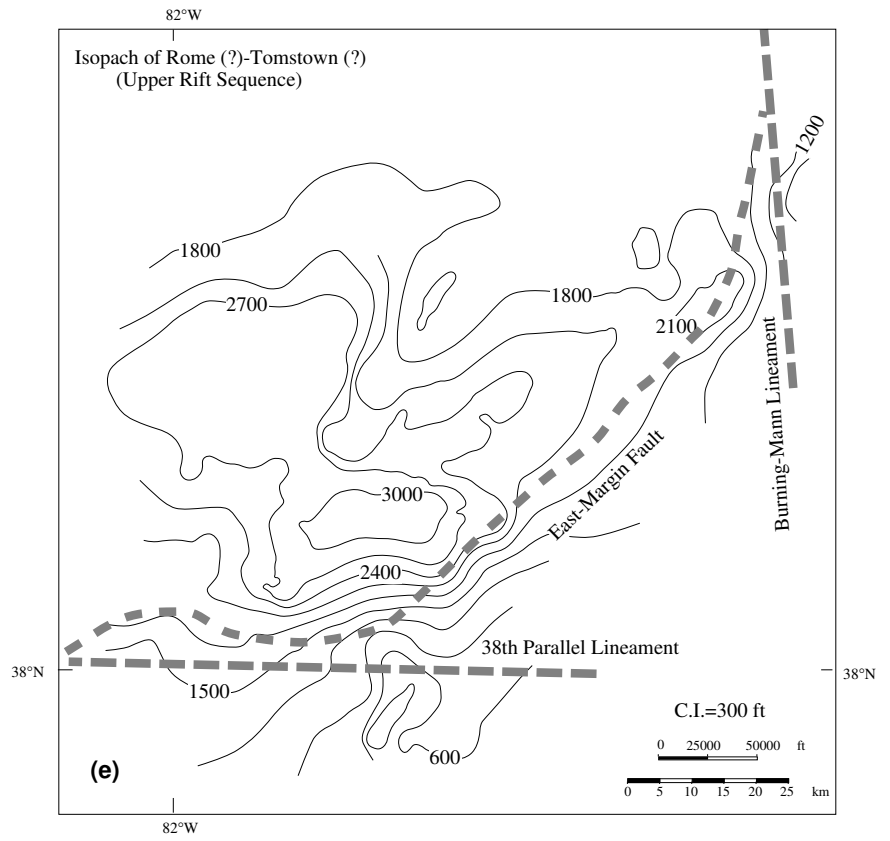 82°W
Isopach of Rome (?)-Tomstown (?)
(Upper Rift Sequence)
1200
1800
2700
1800
2100
Burning-Mann Lineament
3000
East-Margin Fault
2400
38th Parallel Lineament
38°N
38°N
1500
C.I.=300 ft
0 25000 50000 ft
600
(e)
0 5 10 15 20 25 km
82°W